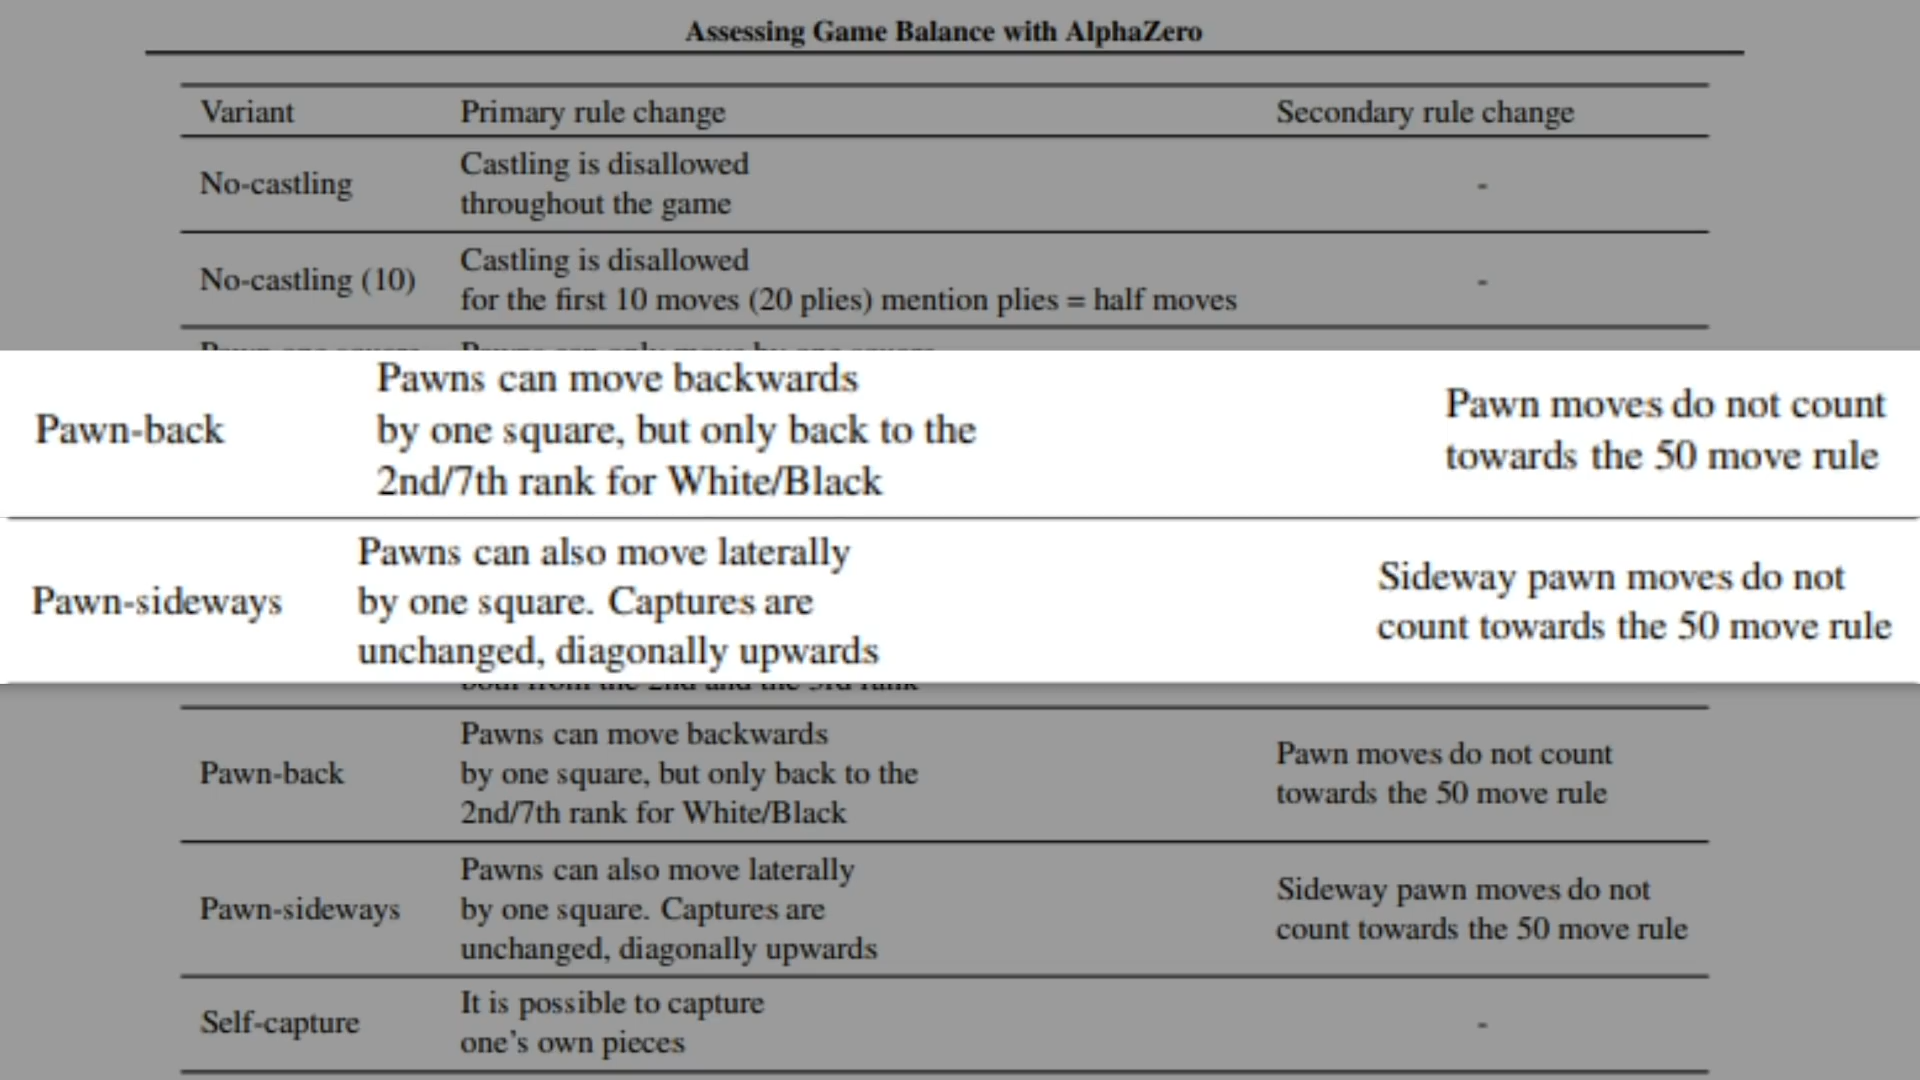 Assessing Game Balance with AlphaZero
Variant Primary rule change Secondary rule change
No-castling
Castling is disallowed
throughout the game
-
No-castling (10)
Castling is disallowed
for the first 10 moves (20 plies) mention plies = half moves
-
Pawn-back
Pawns can move backwards
by one square, but only back to the
2nd/7th rank for White/Black
Pawn moves do not count
towards the 50 move rule
Pawn-sideways
Pawns can also move laterally
by one square. Captures are
unchanged, diagonally upwards
Sideway pawn moves do not
count towards the 50 move rule
both from the 2nd and the 3rd rank
Pawn-back
Pawns can move backwards
by one square, but only back to the
2nd/7th rank for White/Black
Pawn moves do not count
towards the 50 move rule
Pawn-sideways
Pawns can also move laterally
by one square. Captures are
unchanged, diagonally upwards
Sideway pawn moves do not
count towards the 50 move rule
Self-capture
It is possible to capture
one's own pieces
-